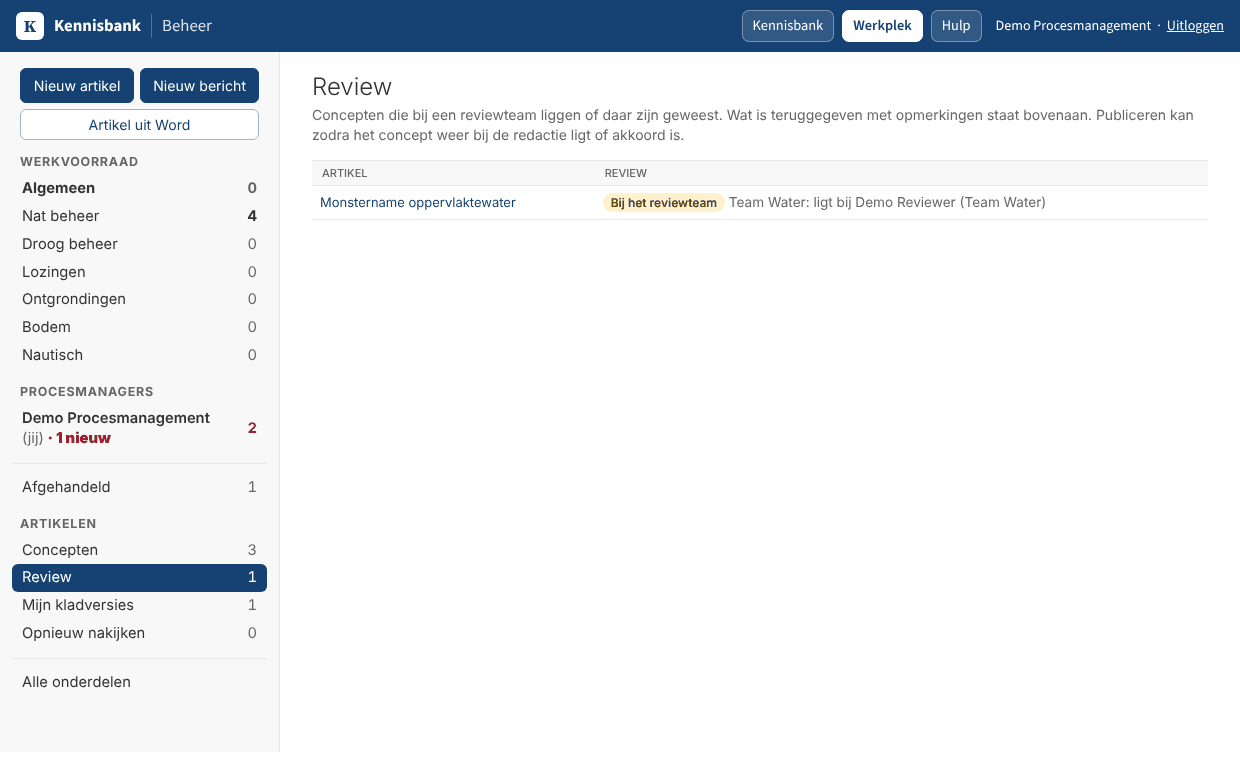 K Kennisbank Beheer Kennisbank Werkplek Hulp Demo Procesmanagement · Uitloggen
Nieuw artikel Nieuw bericht
Artikel uit Word
WERKVOORRAAD
Algemeen 0
Nat beheer 4
Droog beheer 0
Lozingen 0
Ontgrondingen 0
Bodem 0
Nautisch 0
PROCESMANAGERS
Demo Procesmanagement
(jij) · 1 nieuw 2
Afgehandeld 1
ARTIKELEN
Concepten 3
Review 1
Mijn kladversies 1
Opnieuw nakijken 0
Alle onderdelen
Review
Concepten die bij een reviewteam liggen of daar zijn geweest. Wat is teruggegeven met opmerkingen staat bovenaan. Publiceren kan
zodra het concept weer bij de redactie ligt of akkoord is.
ARTIKEL REVIEW
Monstername oppervlaktewater Bij het reviewteam Team Water: ligt bij Demo Reviewer (Team Water)